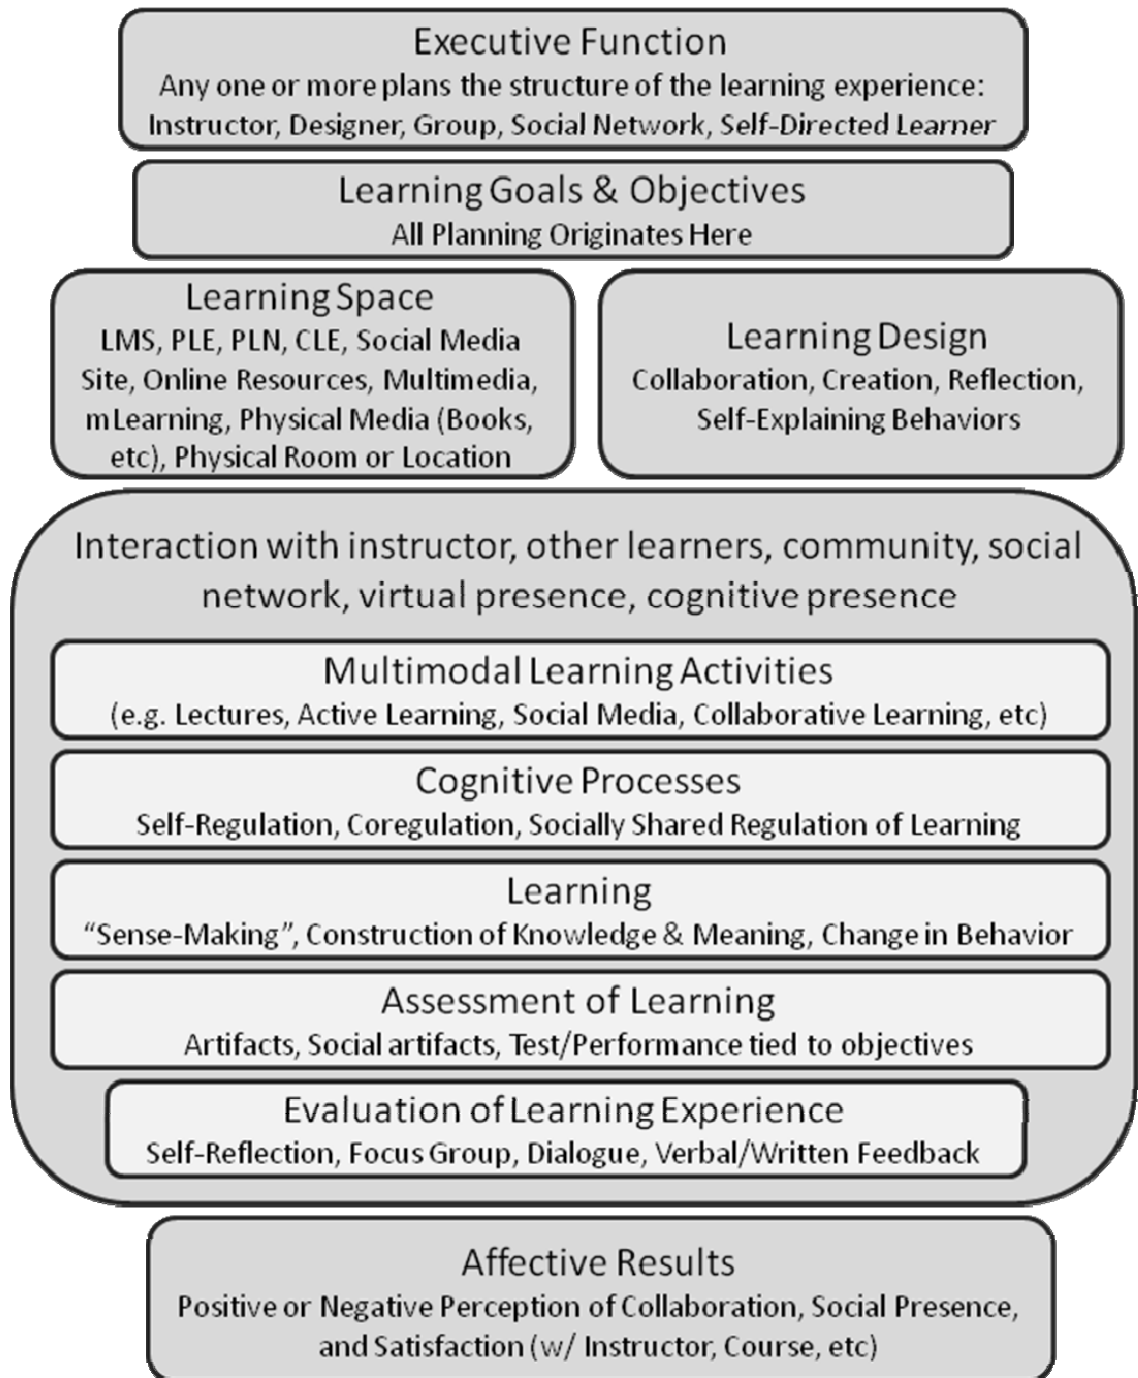 Executive Function
Any one or more plans the structure of the learning experience:
Instructor, Designer, Group, Social Network, Self-Directed Learner
Learning Goals & Objectives
All Planning Originates Here
Learning Space
LMS, PLE, PLN, CLE, Social Media
Site, Online Resources, Multimedia,
mLearning, Physical Media (Books,
etc), Physical Room or Location
Learning Design
Collaboration, Creation, Reflection,
Self-Explaining Behaviors
Interaction with instructor, other learners, community, social
network, virtual presence, cognitive presence
Multimodal Learning Activities
(e.g. Lectures, Active Learning, Social Media, Collaborative Learning, etc)
Cognitive Processes
Self-Regulation, Coregulation, Socially Shared Regulation of Learning
Learning
“Sense-Making”, Construction of Knowledge & Meaning, Change in Behavior
Assessment of Learning
Artifacts, Social artifacts, Test/Performance tied to objectives
Evaluation of Learning Experience
Self-Reflection, Focus Group, Dialogue, Verbal/Written Feedback
Affective Results
Positive or Negative Perception of Collaboration, Social Presence,
and Satisfaction (w/ Instructor, Course, etc)